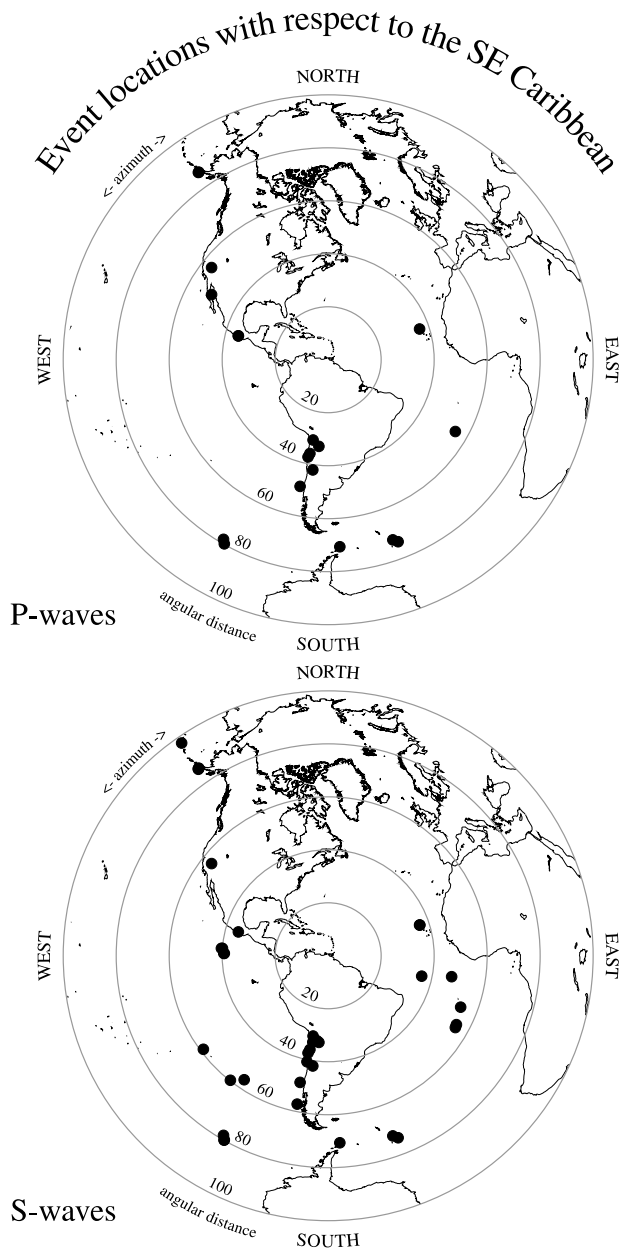 Event locations with respect to the SE Caribbean
NORTH
<- azimuth ->
WEST
EAST
20
40
60
80
100
angular distance
P-waves
SOUTH
NORTH
<- azimuth ->
WEST
EAST
20
40
60
80
100
angular distance
S-waves
SOUTH